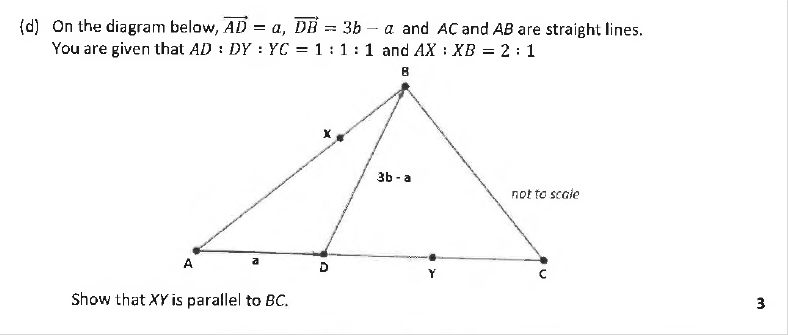 (d) On the diagram below, $\overrightarrow{AD}$ = a, $\overrightarrow{DB}$ = 3b − a and AC and AB are straight lines.
You are given that AD : DY : YC = 1 : 1 : 1 and AX : XB = 2 : 1
B
X
3b - a
not to scale
A
a
D
Y
C
Show that XY is parallel to BC.
3